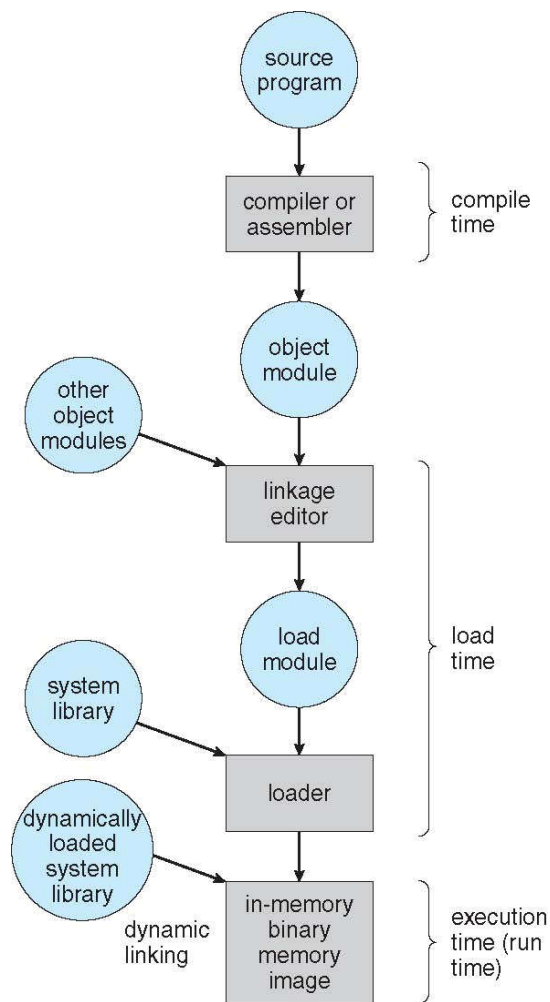 source
program
compiler or
assembler
compile
time
object
module
other
object
modules
linkage
editor
load
module
load
time
system
library
loader
dynamically
loaded
system
library
dynamic
linking
in-memory
binary
memory
image
execution
time (run
time)